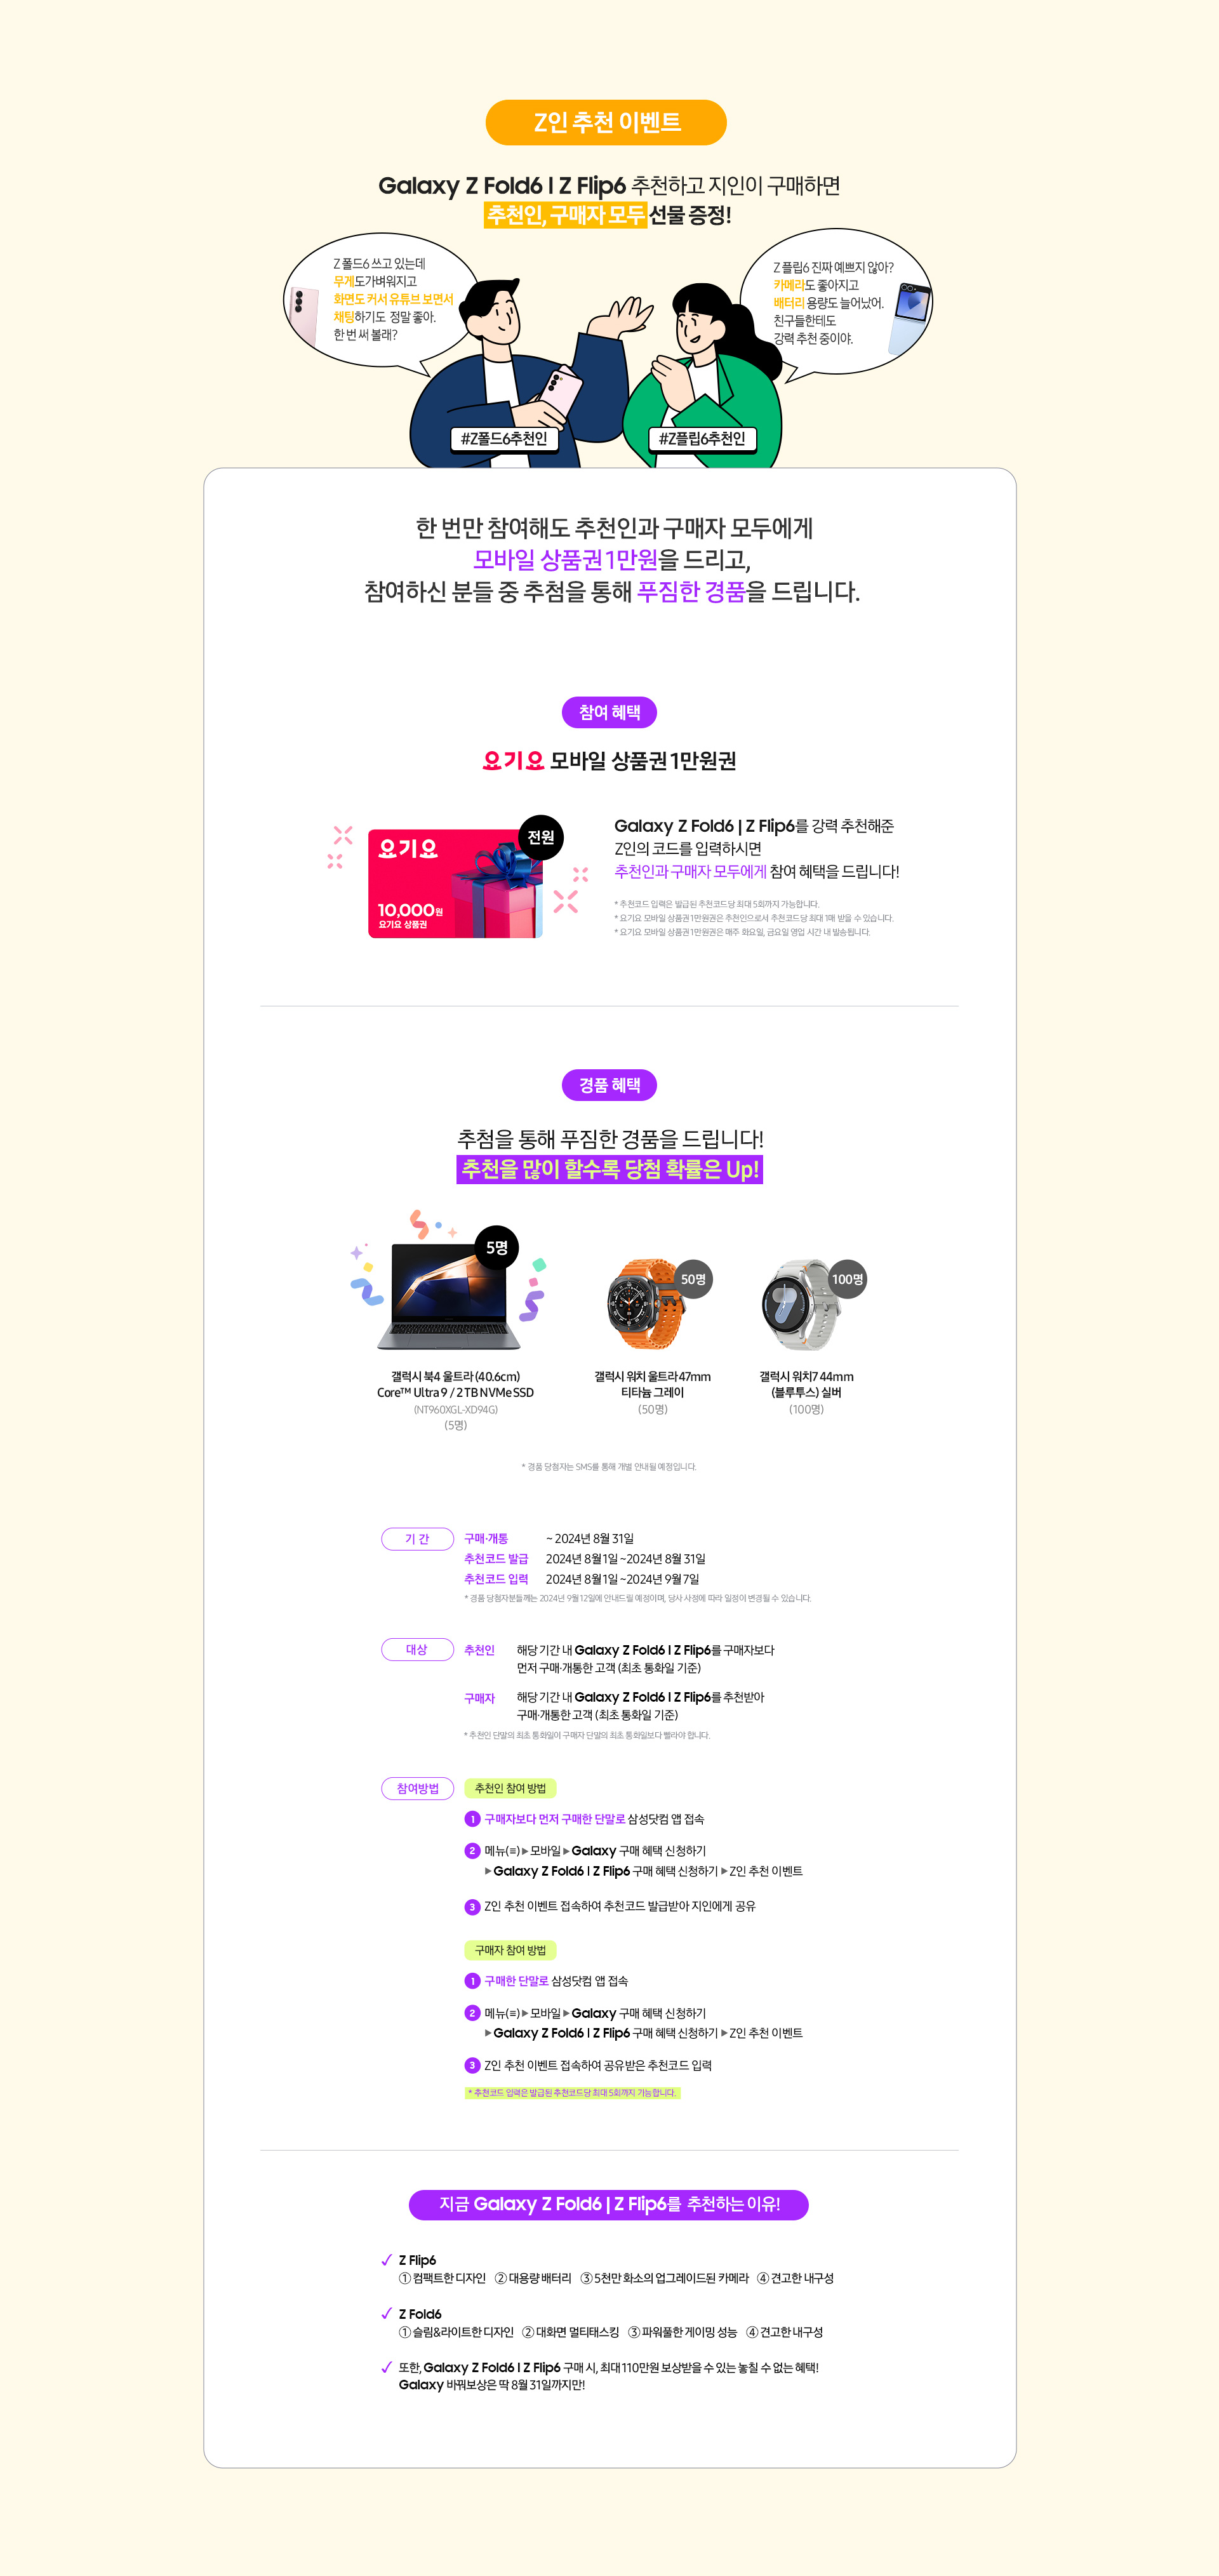 Z인 추천 이벤트
Galaxy Z Fold6 I Z Flip6 추천하고 지인이 구매하면
추천인, 구매자 모두 선물 증정!
Z 폴드6 쓰고 있는데
무게도가벼워지고
화면도 커서 유튜브 보면서
채팅하기도 정말 좋아.
한 번 써 볼래?
Z 플립6 진짜 예쁘지 않아?
카메라도 좋아지고
배터리 용량도 늘어났어.
친구들한테도
강력 추천 중이야.
#Z폴드6추천인
#Z플립6추천인
한 번만 참여해도 추천인과 구매자 모두에게
모바일 상품권 1만원을 드리고,
참여하신 분들 중 추첨을 통해 푸짐한 경품을 드립니다.
참여 혜택
요기요 모바일 상품권 1만원권
요기요
전원
10,000원
요기요 상품권
Galaxy Z Fold6 | Z Flip6를 강력 추천해준
Z인의 코드를 입력하시면
추천인과 구매자 모두에게 참여 혜택을 드립니다!
* 추천코드 입력은 발급된 추천코드당 최대 5회까지 가능합니다.
* 요기요 모바일 상품권 1만원권은 추천인으로서 추천코드당 최대 1매 받을 수 있습니다.
* 요기요 모바일 상품권 1만원권은 매주 화요일, 금요일 영업 시간 내 발송됩니다.
경품 혜택
추첨을 통해 푸짐한 경품을 드립니다!
추천을 많이 할수록 당첨 확률은 Up!
5명
50명
100명
갤럭시 북4 울트라 (40.6cm)
Core™ Ultra 9 / 2 TB NVMe SSD
(NT960XGL-XD94G)
(5명)
갤럭시 워치 울트라 47mm
티타늄 그레이
(50명)
갤럭시 워치7 44mm
(블루투스) 실버
(100명)
* 경품 당첨자는 SMS를 통해 개별 안내될 예정입니다.
기 간
구매·개통 ~ 2024년 8월 31일
추천코드 발급 2024년 8월 1일 ~2024년 8월 31일
추천코드 입력 2024년 8월 1일 ~2024년 9월 7일
* 경품 당첨자분들께는 2024년 9월 12일에 안내드릴 예정이며, 당사 사정에 따라 일정이 변경될 수 있습니다.
대상
추천인 해당 기간 내 Galaxy Z Fold6 I Z Flip6를 구매자보다
먼저 구매·개통한 고객 (최초 통화일 기준)
구매자 해당 기간 내 Galaxy Z Fold6 I Z Flip6를 추천받아
구매·개통한 고객 (최초 통화일 기준)
* 추천인 단말의 최초 통화일이 구매자 단말의 최초 통화일보다 빨라야 합니다.
참여방법
추천인 참여 방법
1 구매자보다 먼저 구매한 단말로 삼성닷컴 앱 접속
2 메뉴(≡) ▶ 모바일 ▶ Galaxy 구매 혜택 신청하기
▶ Galaxy Z Fold6 I Z Flip6 구매 혜택 신청하기 ▶ Z인 추천 이벤트
3 Z인 추천 이벤트 접속하여 추천코드 발급받아 지인에게 공유
구매자 참여 방법
1 구매한 단말로 삼성닷컴 앱 접속
2 메뉴(≡) ▶ 모바일 ▶ Galaxy 구매 혜택 신청하기
▶ Galaxy Z Fold6 I Z Flip6 구매 혜택 신청하기 ▶ Z인 추천 이벤트
3 Z인 추천 이벤트 접속하여 공유받은 추천코드 입력
* 추천코드 입력은 발급된 추천코드당 최대 5회까지 가능합니다.
지금 Galaxy Z Fold6 | Z Flip6를 추천하는 이유!
✓ Z Flip6
① 컴팩트한 디자인 ② 대용량 배터리 ③ 5천만 화소의 업그레이드된 카메라 ④ 견고한 내구성
✓ Z Fold6
① 슬림&라이트한 디자인 ② 대화면 멀티태스킹 ③ 파워풀한 게이밍 성능 ④ 견고한 내구성
✓ 또한, Galaxy Z Fold6 I Z Flip6 구매 시, 최대 110만원 보상받을 수 있는 놓칠 수 없는 혜택!
Galaxy 바꿔보상은 딱 8월 31일까지만!